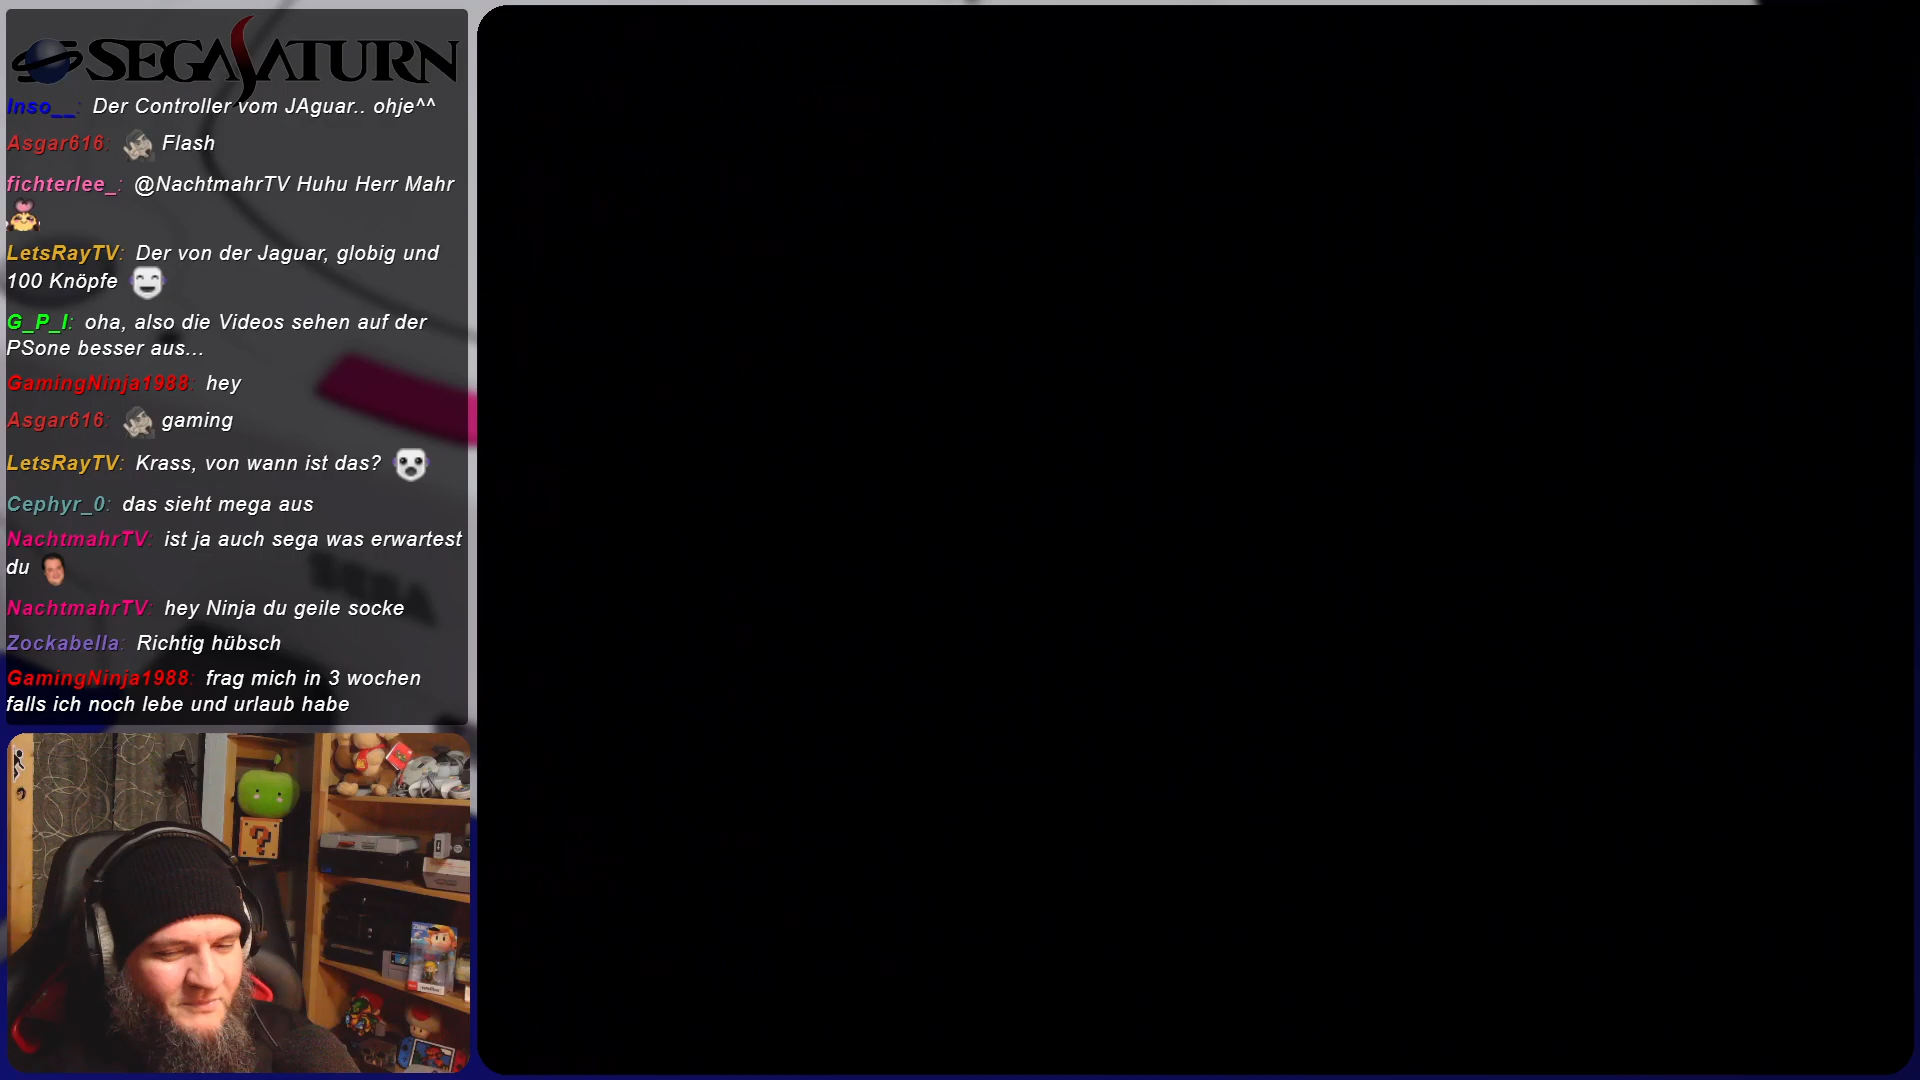 SEGA SATURN
Inso__: Der Controller vom JAguar.. ohje^^
Asgar616: Flash
fichterlee_: @NachtmahrTV Huhu Herr Mahr
LetsRayTV: Der von der Jaguar, globig und
100 Knöpfe
G_P_I: oha, also die Videos sehen auf der
PSone besser aus...
GamingNinja1988: hey
Asgar616: gaming
LetsRayTV: Krass, von wann ist das?
Cephyr_0: das sieht mega aus
NachtmahrTV: ist ja auch sega was erwartest
du
NachtmahrTV: hey Ninja du geile socke
Zockabella: Richtig hübsch
GamingNinja1988: frag mich in 3 wochen
falls ich noch lebe und urlaub habe
?